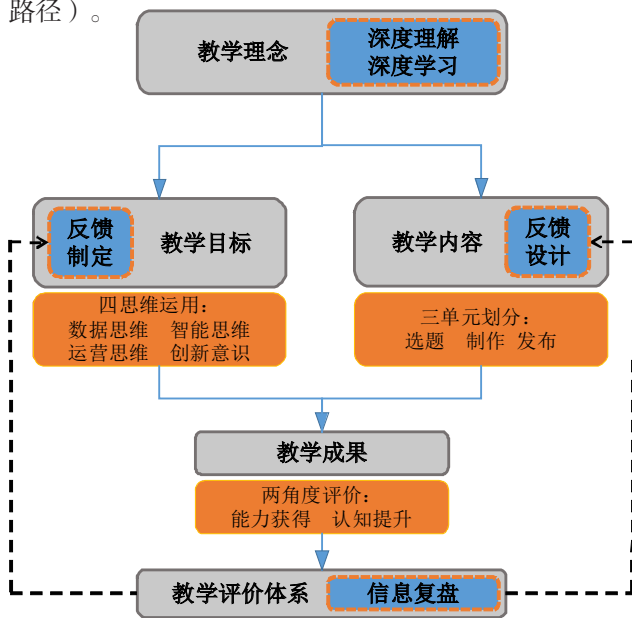 路径）。
教学理念
深度理解
深度学习
反馈
制定
教学目标
教学内容
反馈
设计
四思维运用：
数据思维 智能思维
运营思维 创新意识
三单元划分：
选题 制作 发布
教学成果
两角度评价：
能力获得 认知提升
教学评价体系
信息复盘